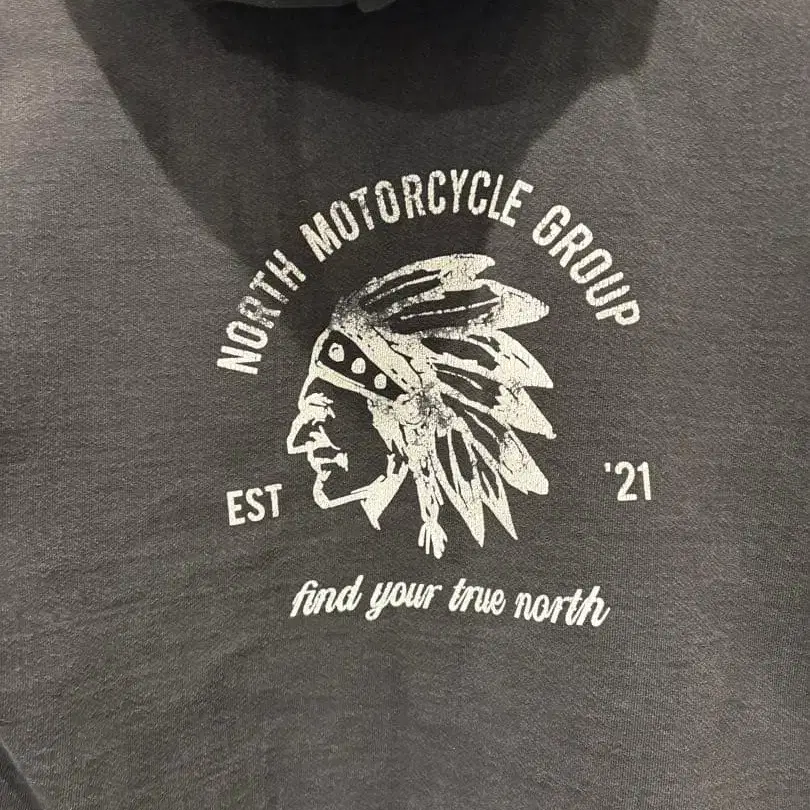 NORTH MOTORCYCLE GROUP
EST '21
find your true north